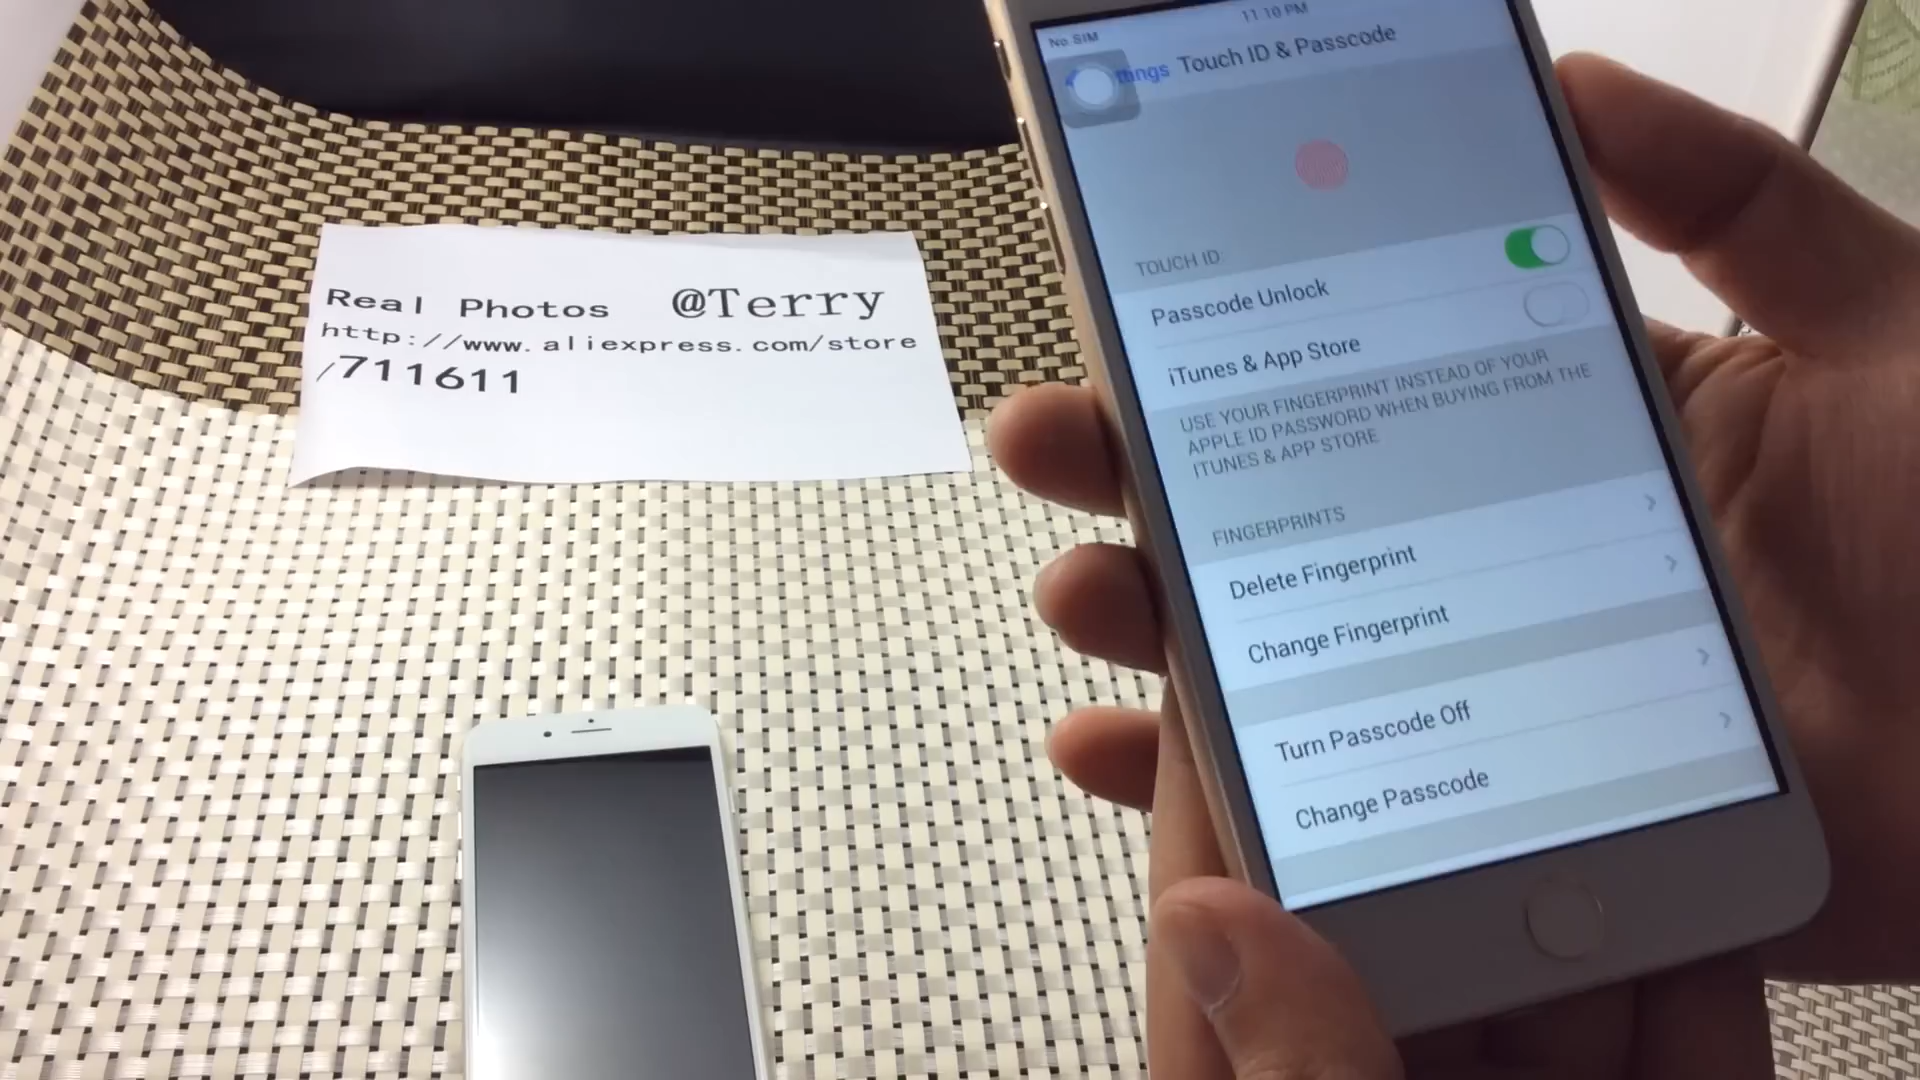 Real Photos @Terry
http://www.aliexpress.com/store
/711611
No SIM
11:10 PM
Touch ID & Passcode
TOUCH ID
Passcode Unlock
iTunes & App Store
USE YOUR FINGERPRINT INSTEAD OF YOUR
APPLE ID PASSWORD WHEN BUYING FROM THE
ITUNES & APP STORE
FINGERPRINTS
Delete Fingerprint
Change Fingerprint
Turn Passcode Off
Change Passcode